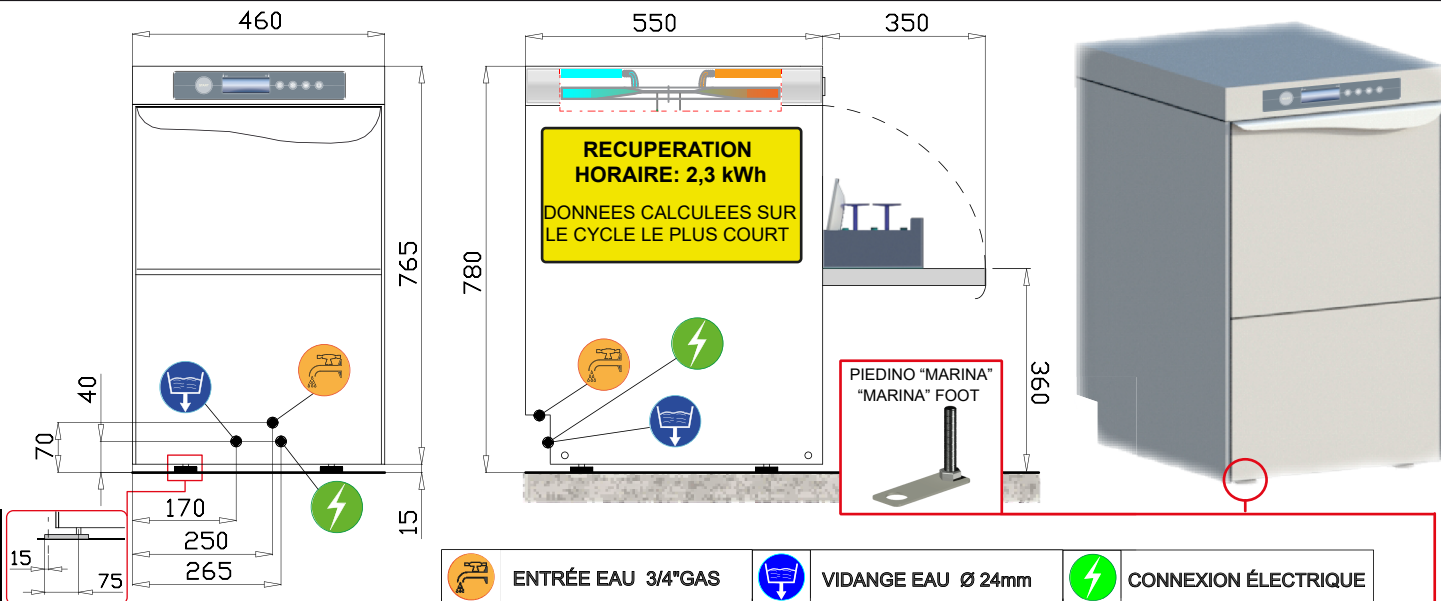 460
550
350
RECUPERATION
HORAIRE: 2,3 kWh
DONNEES CALCULEES SUR
LE CYCLE LE PLUS COURT
765
780
360
40
70
170
250
265
15
15
75
PIEDINO “MARINA”
“MARINA” FOOT
ENTRÉE EAU 3/4"GAS
VIDANGE EAU Ø 24mm
CONNEXION ÉLECTRIQUE